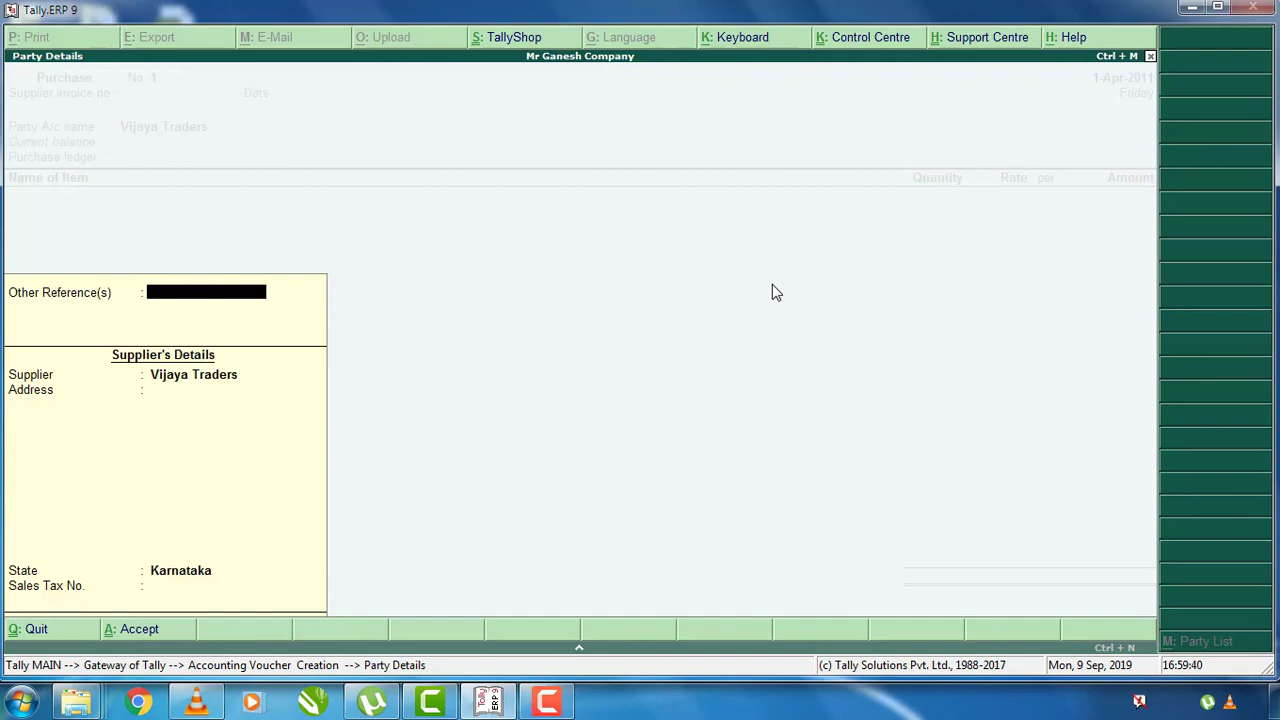 Tally.ERP 9
P: Print E: Export M: E-Mail O: Upload S: TallyShop G: Language K: Keyboard K: Control Centre H: Support Centre H: Help
Party Details Mr Ganesh Company Ctrl + M x
Purchase No. 1 1-Apr-2011
Supplier invoice no : Date : Friday
Party A/c name : Vijaya Traders
Current balance :
Purchase ledger
Name of Item Quantity Rate per Amount
Other Reference(s) :
Supplier's Details
Supplier : Vijaya Traders
Address :
State : Karnataka
Sales Tax No. :
Q: Quit A: Accept
M: Party List
Ctrl + N
Tally MAIN --> Gateway of Tally --> Accounting Voucher Creation --> Party Details (c) Tally Solutions Pvt. Ltd., 1988-2017 Mon, 9 Sep, 2019 16:59:40
Tally
ERP 9